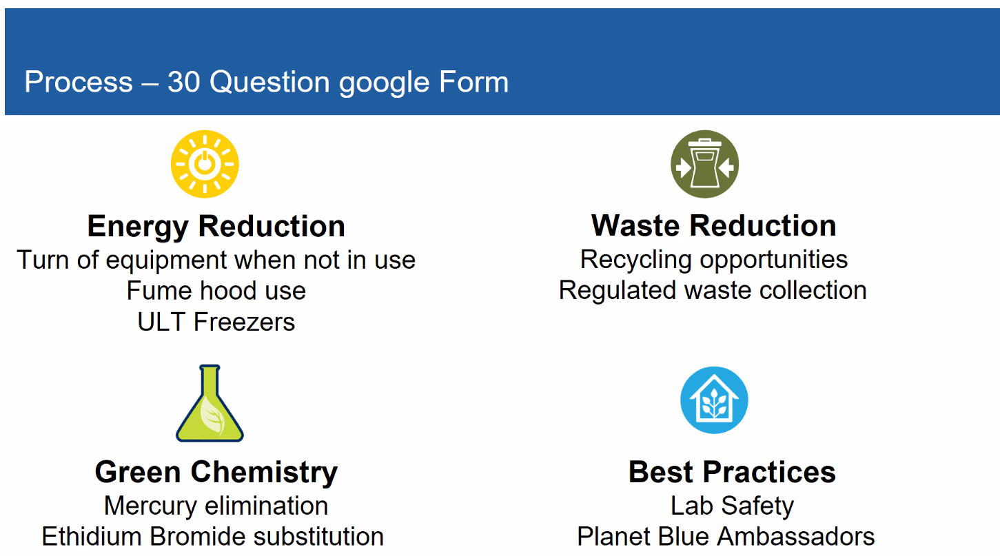 Process – 30 Question google Form
Energy Reduction
Turn of equipment when not in use
Fume hood use
ULT Freezers
Waste Reduction
Recycling opportunities
Regulated waste collection
Green Chemistry
Mercury elimination
Ethidium Bromide substitution
Best Practices
Lab Safety
Planet Blue Ambassadors